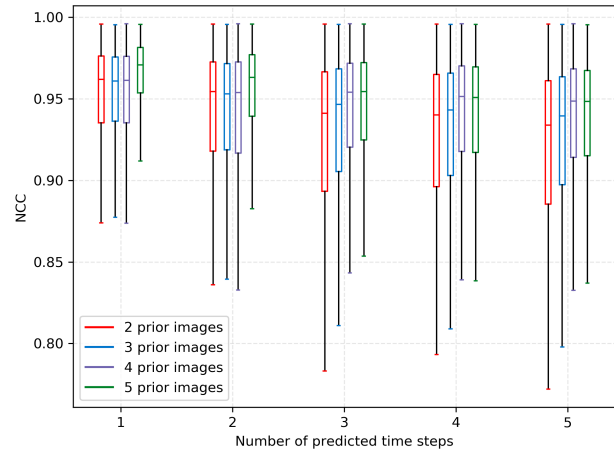 1.00
0.95
0.90
0.85
0.80
NCC
2 prior images
3 prior images
4 prior images
5 prior images
1 2 3 4 5
Number of predicted time steps